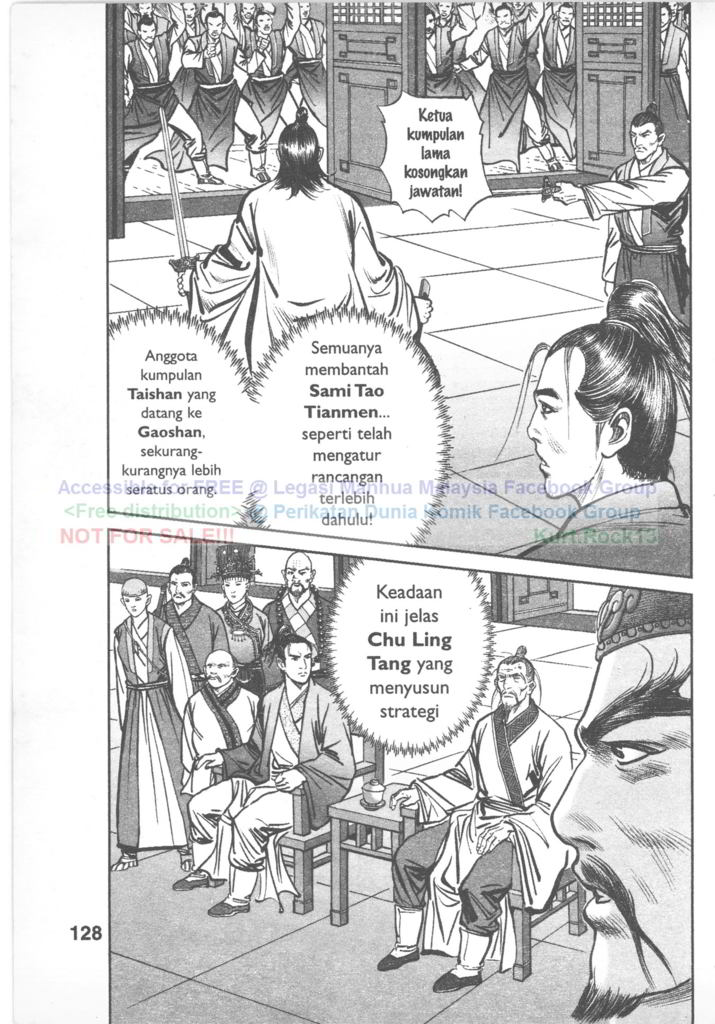 Ketua
kumpulan
lama
kosongkan
jawatan!
Anggota
kumpulan
Taishan yang
datang ke
Gaoshan,
sekurang-
kurangnya lebih
seratus orang.
Semuanya
membantah
Sami Tao
Tianmen...
seperti telah
mengatur
rancangan
terlebih
dahulu!
Accessible for FREE @ Legasi Manhua Malaysia Facebook Group
<Free distribution> @ Perikatan Dunia Komik Facebook Group
NOT FOR SALE!!! Kurt.Rock13
Keadaan
ini jelas
Chu Ling
Tang yang
menyusun
strategi
128